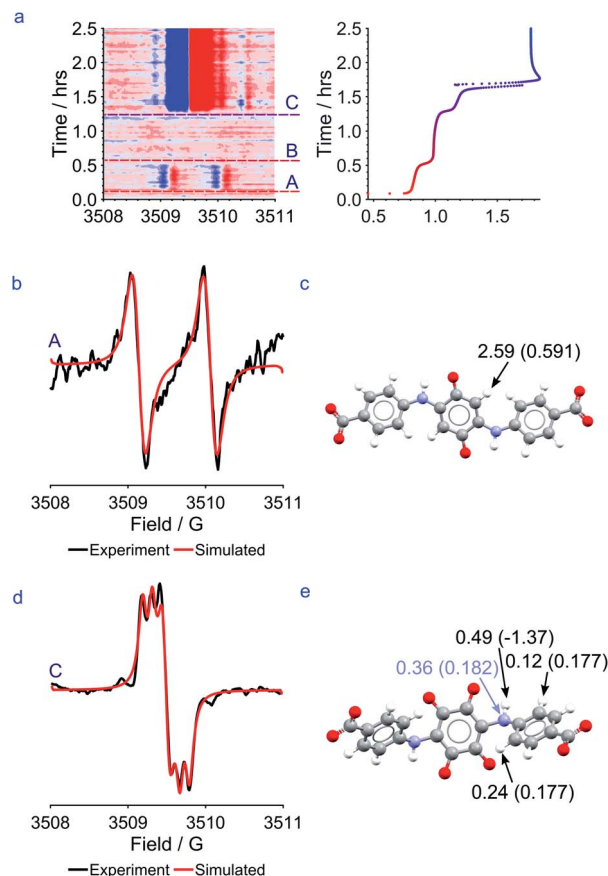 a
2.5
2.0
1.5
1.0
0.5
0.0
Time / hrs
C
B
A
3508 3509 3510 3511
2.5
2.0
1.5
1.0
0.5
0.0
Time / hrs
0.5 1.0 1.5
b
A
3508 3509 3510 3511
Field / G
Experiment Simulated
c
2.59 (0.591)
d
C
3508 3509 3510 3511
Field / G
Experiment Simulated
e
0.49 (-1.37)
0.36 (0.182)
0.12 (0.177)
0.24 (0.177)